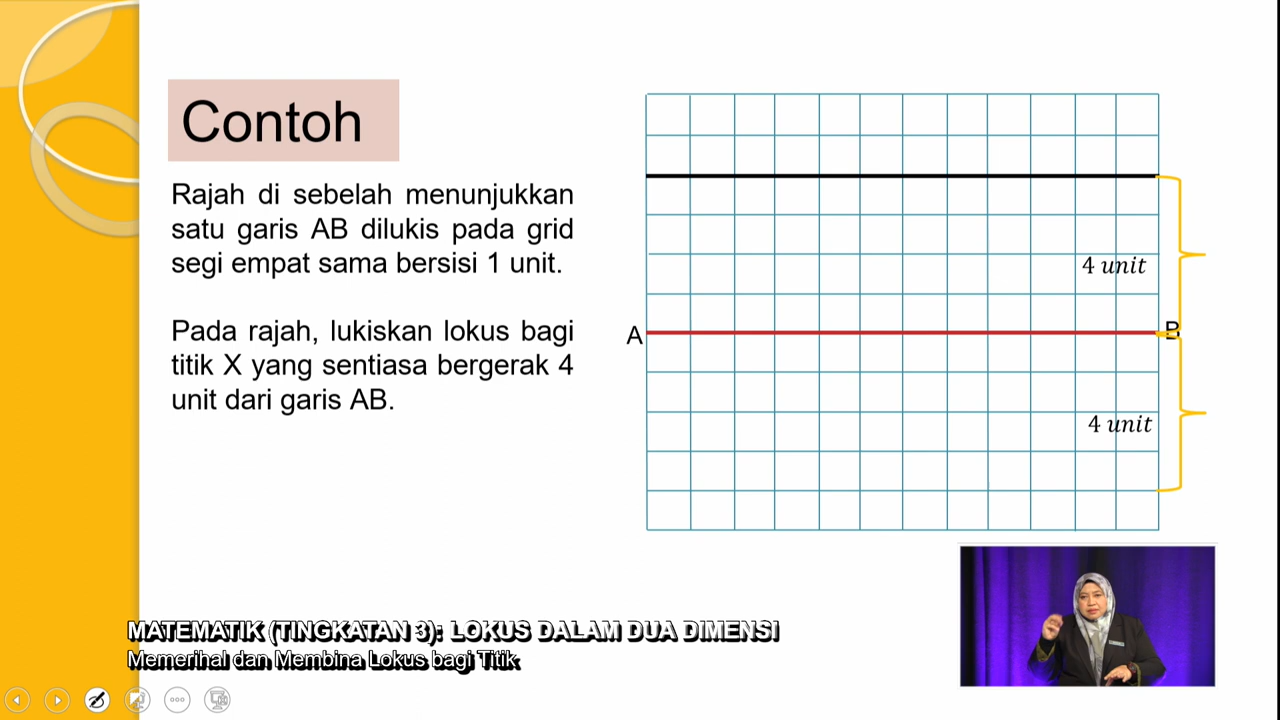 Contoh
Rajah di sebelah menunjukkan
satu garis AB dilukis pada grid
segi empat sama bersisi 1 unit.
Pada rajah, lukiskan lokus bagi
titik X yang sentiasa bergerak 4
unit dari garis AB.
4 unit
A
B
4 unit
MATEMATIK (TINGKATAN 3): LOKUS DALAM DUA DIMENSI
Memerihal dan Membina Lokus bagi Titik